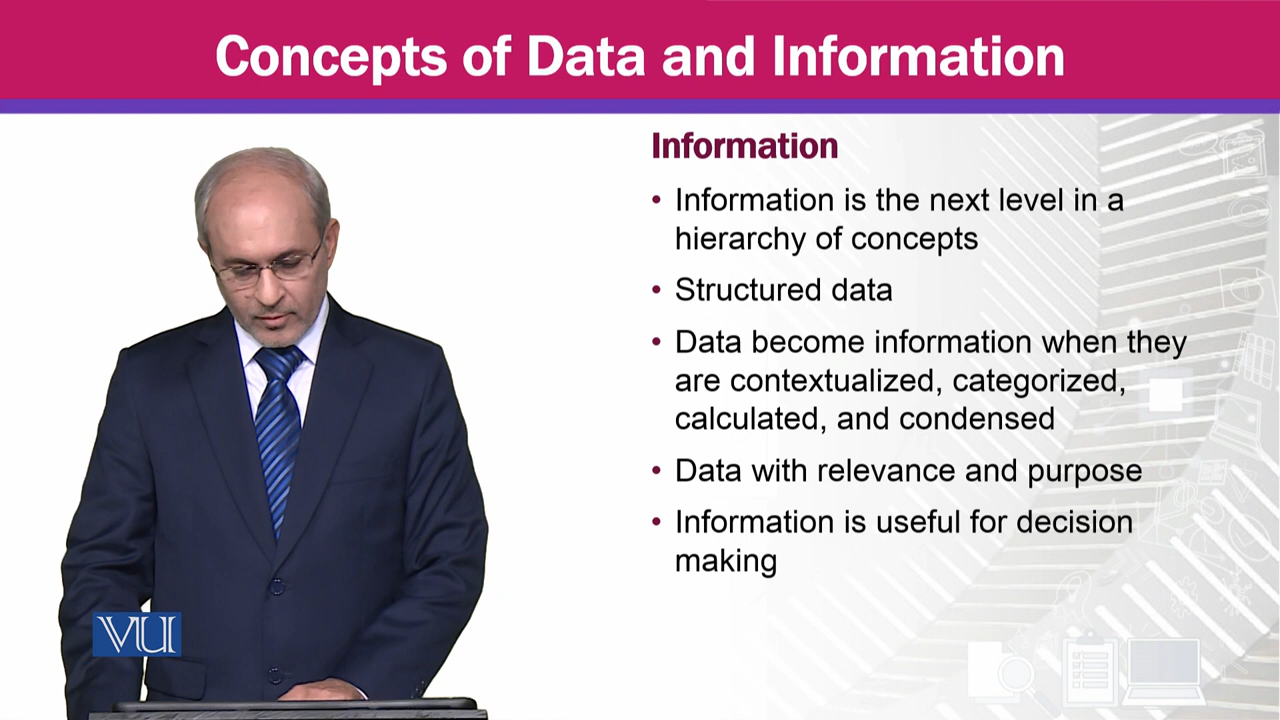 Concepts of Data and Information
Information
• Information is the next level in a
hierarchy of concepts
• Structured data
• Data become information when they
are contextualized, categorized,
calculated, and condensed
• Data with relevance and purpose
• Information is useful for decision
making
VU